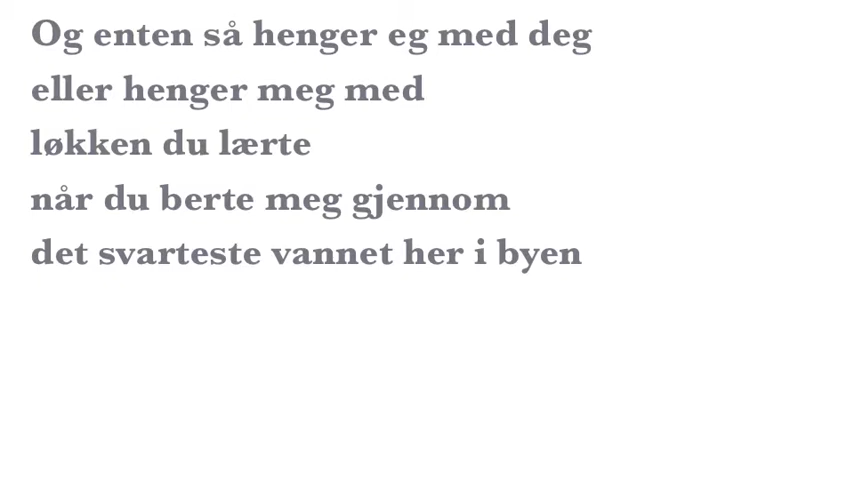 Og enten så henger eg med deg
eller henger meg med
løkken du lærte
når du berte meg gjennom
det svarteste vannet her i byen